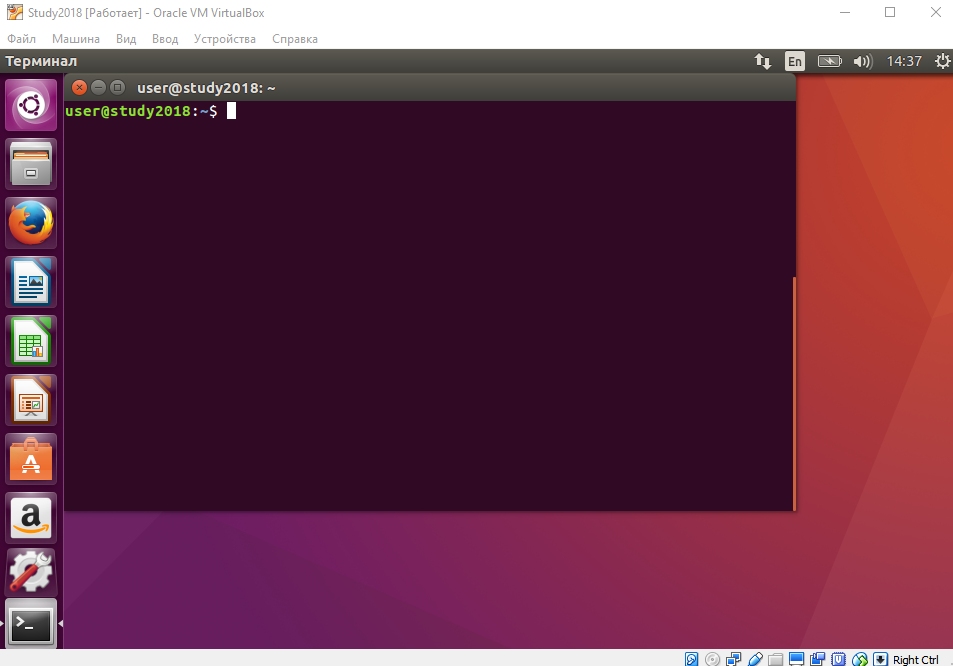 Study2018 [Работает] - Oracle VM VirtualBox
Файл Машина Вид Ввод Устройства Справка
Терминал En 14:37
user@study2018: ~
user@study2018:~$
a
>_
Right Ctrl